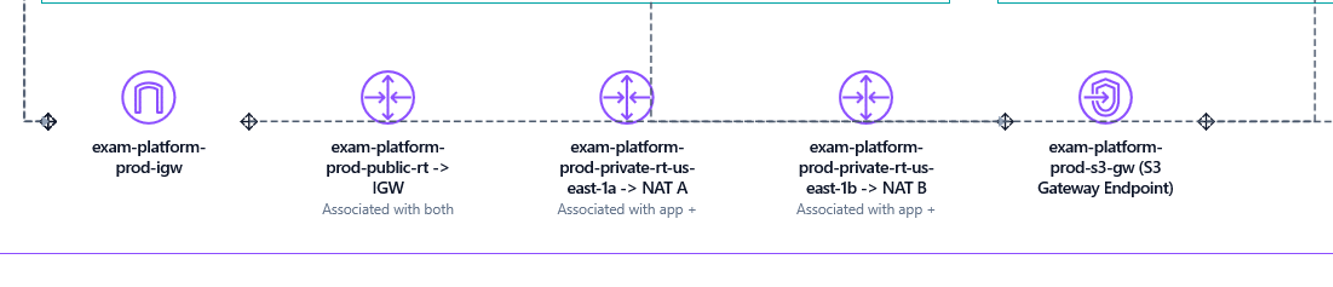 exam-platform-
prod-igw
exam-platform-
prod-public-rt ->
IGW
Associated with both
exam-platform-
prod-private-rt-us-
east-1a -> NAT A
Associated with app +
exam-platform-
prod-private-rt-us-
east-1b -> NAT B
Associated with app +
exam-platform-
prod-s3-gw (S3
Gateway Endpoint)